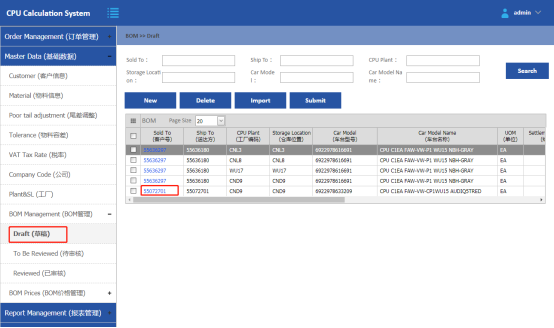 CPU Calculation System
admin
Order Management (订单管理)
Master Data (基础数据)
Customer (客户信息)
Material (物料信息)
Poor tail adjustment (尾差调整)
Tolerance (物料容差)
VAT Tax Rate (税率)
Company Code (公司)
Plant&SL (工厂)
BOM Management (BOM管理)
Draft (草稿)
To Be Reviewed (待审核)
Reviewed (已审核)
BOM Prices (BOM价格管理)
Report Management (报表管理)
BOM >> Draft
Sold To : Ship To : CPU Plant :
Storage Locati on : Car Mode l : Car Model Na me :
Search
New Delete Import Submit
BOM Page Size 20
Sold To (客户号) Ship To (送达方) CPU Plant (工厂编码) Storage Location (仓库位置) Car Model (车台型号) Car Model Name (车台名称) UOM (单位) Settlem
55636297 55636180 CNL3 CNL3 6922978616691 CPU C1EA FAW-VW-P1 WU15 NBH-GRAY EA
55636297 55636180 CNL8 CNL8 6922978616691 CPU C1EA FAW-VW-P1 WU15 NBH-GRAY EA
55636297 55636180 WU17 WU17 6922978616691 CPU C1EA FAW-VW-P1 WU15 NBH-GRAY EA
55636297 55636180 CND9 CND9 6922978616691 CPU C1EA FAW-VW-P1 WU15 NBH-GRAY EA
55072701 55072701 CND9 CND9 6922978633209 CPU C1EA FAW-VW-CP1WU15 AUDIQ5TRED EA